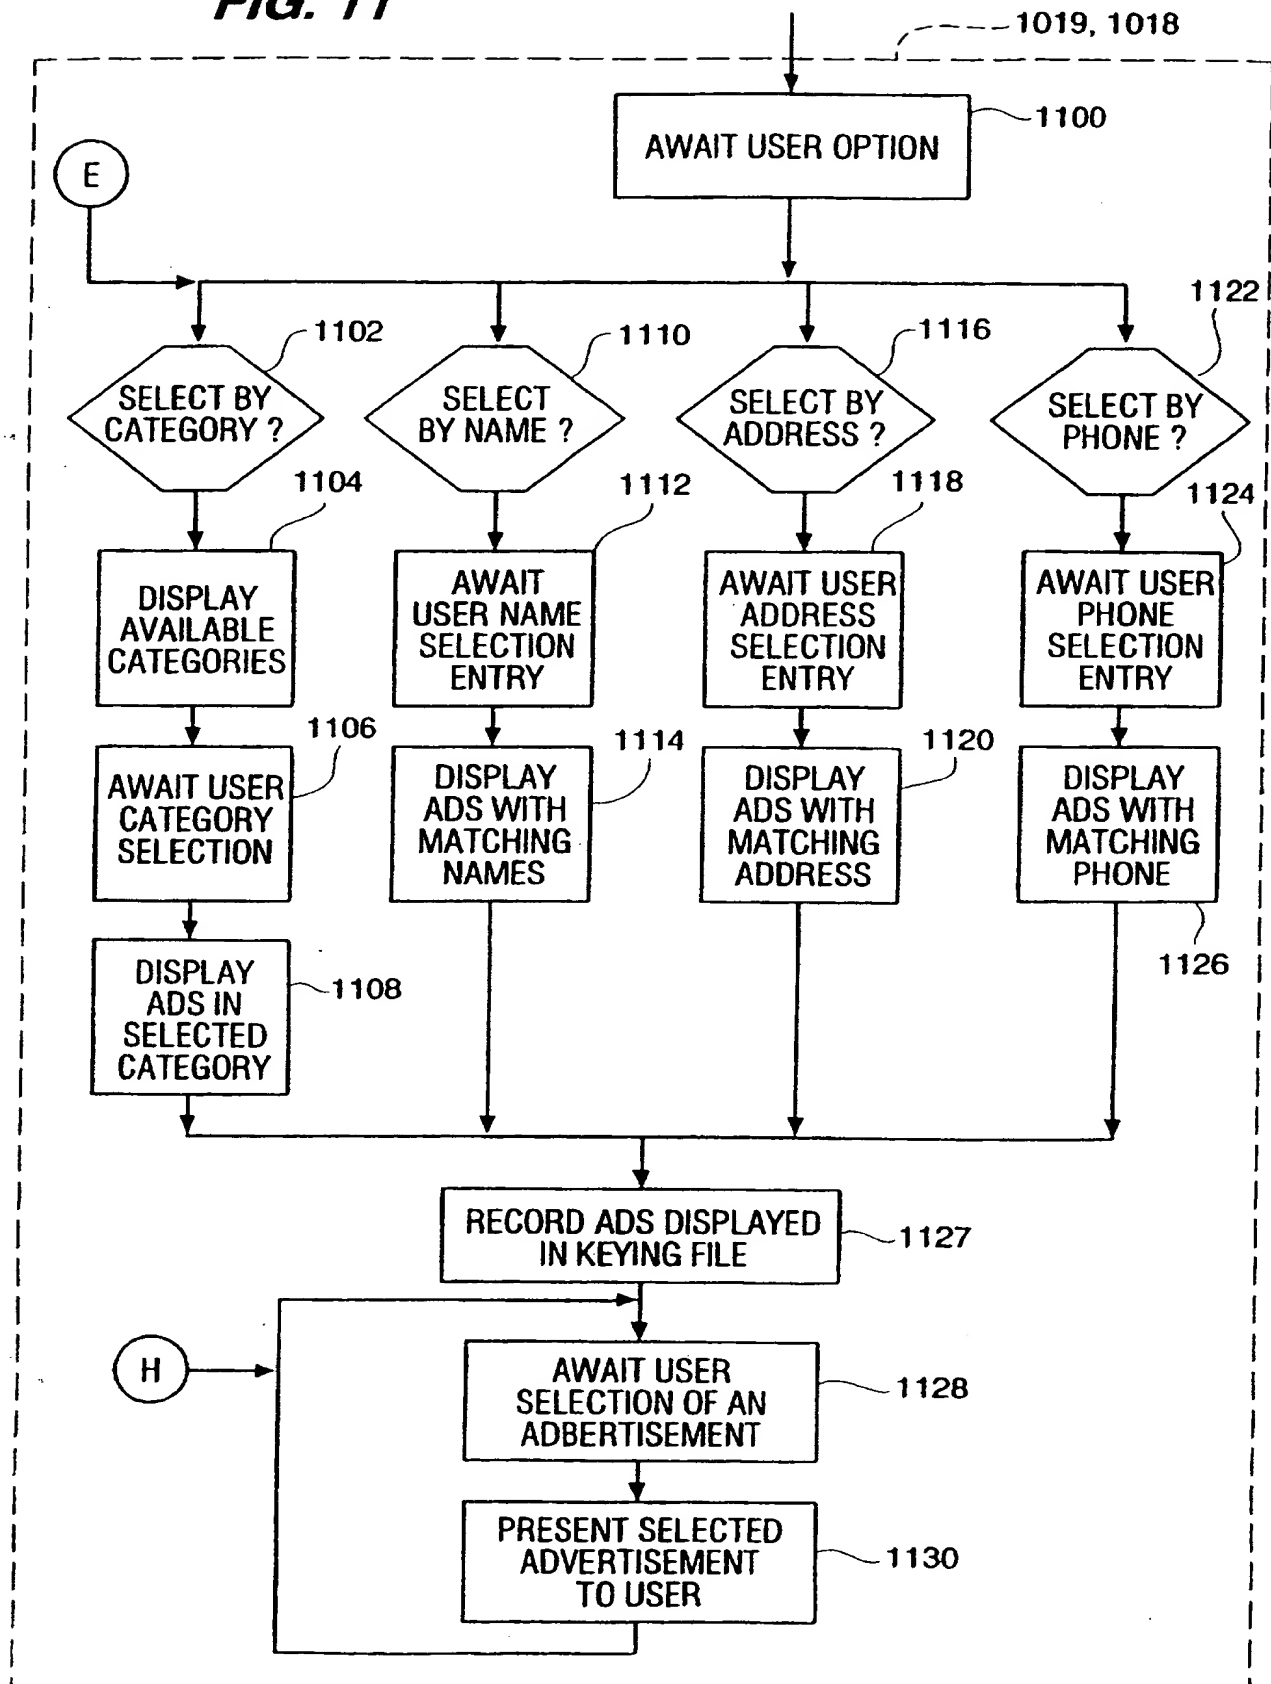 FIG. 11
1019, 1018
1100
AWAIT USER OPTION
E
1102
SELECT BY
CATEGORY ?
1110
SELECT
BY NAME ?
1116
SELECT BY
ADDRESS ?
1122
SELECT BY
PHONE ?
1104
DISPLAY
AVAILABLE
CATEGORIES
1112
AWAIT
USER NAME
SELECTION
ENTRY
1118
AWAIT USER
ADDRESS
SELECTION
ENTRY
1124
AWAIT USER
PHONE
SELECTION
ENTRY
1106
AWAIT USER
CATEGORY
SELECTION
1114
DISPLAY
ADS WITH
MATCHING
NAMES
1120
DISPLAY
ADS WITH
MATCHING
ADDRESS
DISPLAY
ADS WITH
MATCHING
PHONE
1126
DISPLAY
ADS IN
SELECTED
CATEGORY
1108
RECORD ADS DISPLAYED
IN KEYING FILE
1127
H
AWAIT USER
SELECTION OF AN
ADBERTISEMENT
1128
PRESENT SELECTED
ADVERTISEMENT
TO USER
1130